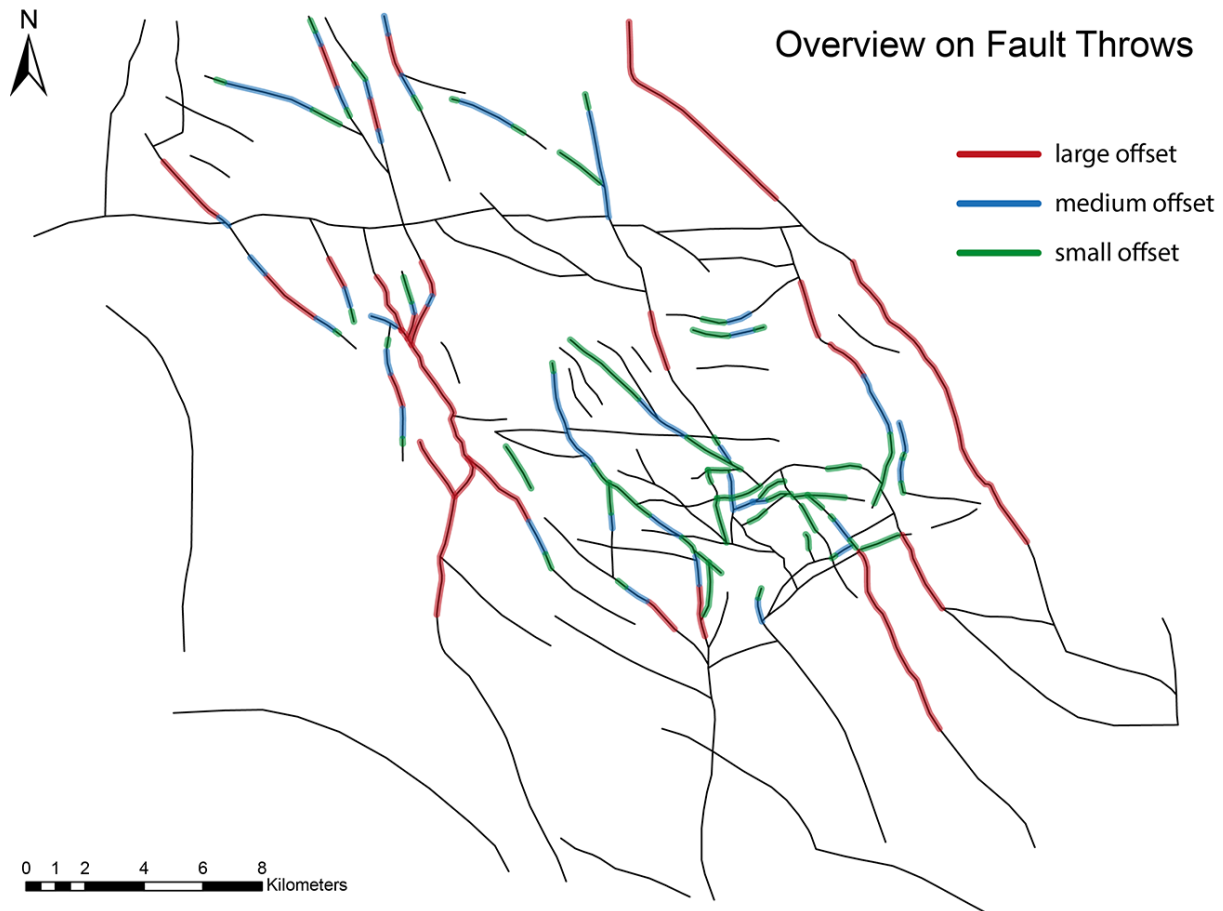 N
Overview on Fault Throws
large offset
medium offset
small offset
0 1 2 4 6 8
Kilometers